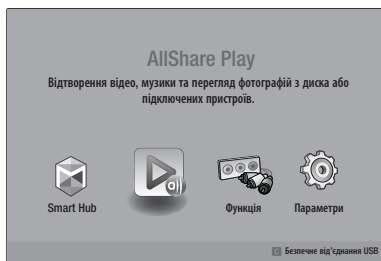 AllShare Play
Відтворення відео, музики та перегляд фотографій з диска або
підключених пристроїв.
Smart Hub
Функція
Параметри
C Безпечне від'єднання USB